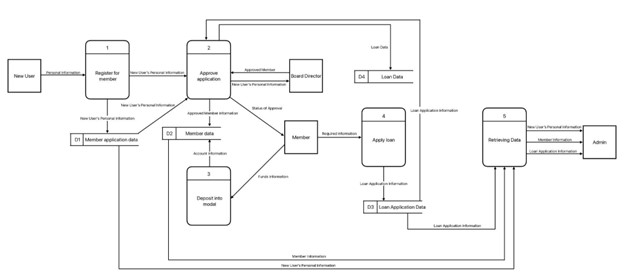 1
2
Loan Data
New User
Personal Information
Register for
member
New User's Personal Information
Approve
application
Approved Member
New User's Personal Information
Board Director
D4
Loan Data
New User's Personal Information
New User's Personal Information
Approved Member Information
Status of Approval
Loan Application Information
D1
Member application data
D2
Member data
Member
Required Information
4
Apply loan
5
Retrieving Data
New User's Personal Information
Member Information
Loan Application Information
Admin
Account Information
3
Deposit into
modal
Funds Information
Loan Application Information
D3
Loan Application Data
Loan Application Information
Member Information
New User's Personal Information